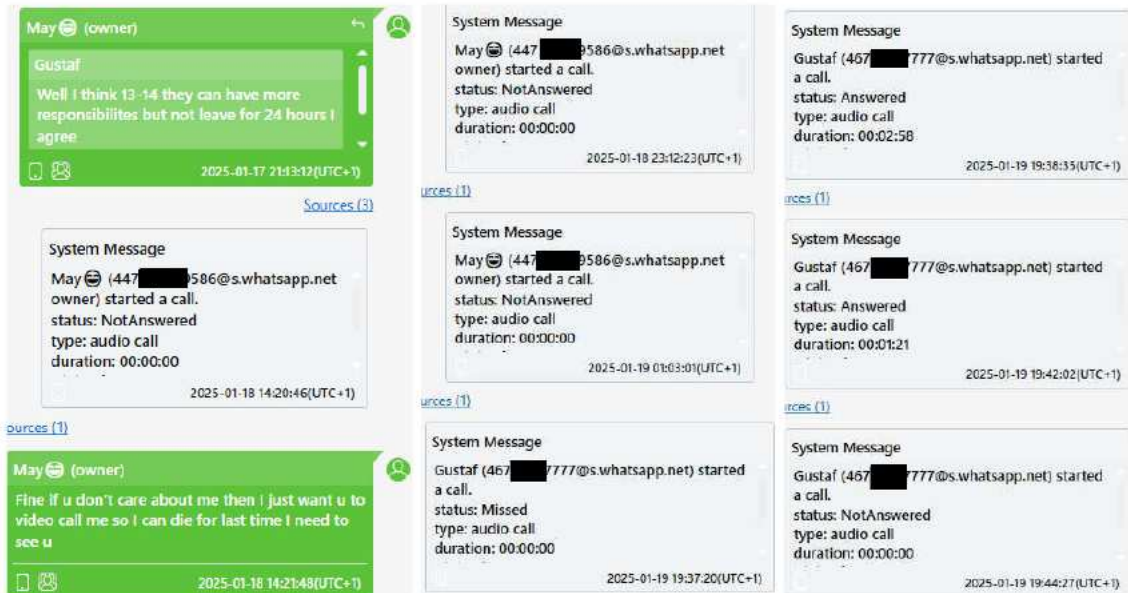 May😄 (owner)
Gustaf
Well I think 13-14 they can have more
responsibilites but not leave for 24 hours I
agree
2025-01-17 21:13:12(UTC+1)
Sources (3)
System Message
May😄 (447 9586@s.whatsapp.net
owner) started a call.
status: NotAnswered
type: audio call
duration: 00:00:00
2025-01-18 14:20:46(UTC+1)
ources (1)
May😄 (owner)
Fine if u don't care about me then I just want u to
video call me so I can die for last time I need to
see u
2025-01-18 14:21:48(UTC+1)
System Message
May😄 (447 9586@s.whatsapp.net
owner) started a call.
status: NotAnswered
type: audio call
duration: 00:00:00
2025-01-18 23:12:23(UTC+1)
urces (1)
System Message
May😄 (447 9586@s.whatsapp.net
owner) started a call.
status: NotAnswered
type: audio call
duration: 00:00:00
2025-01-19 01:03:01(UTC+1)
urces (1)
System Message
Gustaf (467 7777@s.whatsapp.net) started
a call.
status: Missed
type: audio call
duration: 00:00:00
2025-01-19 19:37:20(UTC+1)
System Message
Gustaf (467 777@s.whatsapp.net) started
a call.
status: Answered
type: audio call
duration: 00:02:58
2025-01-19 19:38:35(UTC+1)
urces (1)
System Message
Gustaf (467 777@s.whatsapp.net) started
a call.
status: Answered
type: audio call
duration: 00:01:21
2025-01-19 19:42:02(UTC+1)
urces (1)
System Message
Gustaf (467 7777@s.whatsapp.net) started
a call.
status: NotAnswered
type: audio call
duration: 00:00:00
2025-01-19 19:44:27(UTC+1)